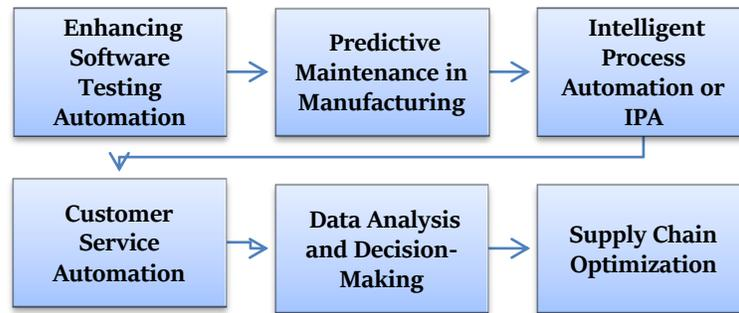 Enhancing
Software
Testing
Automation
Predictive
Maintenance in
Manufacturing
Intelligent
Process
Automation or
IPA
Customer
Service
Automation
Data Analysis
and Decision-
Making
Supply Chain
Optimization